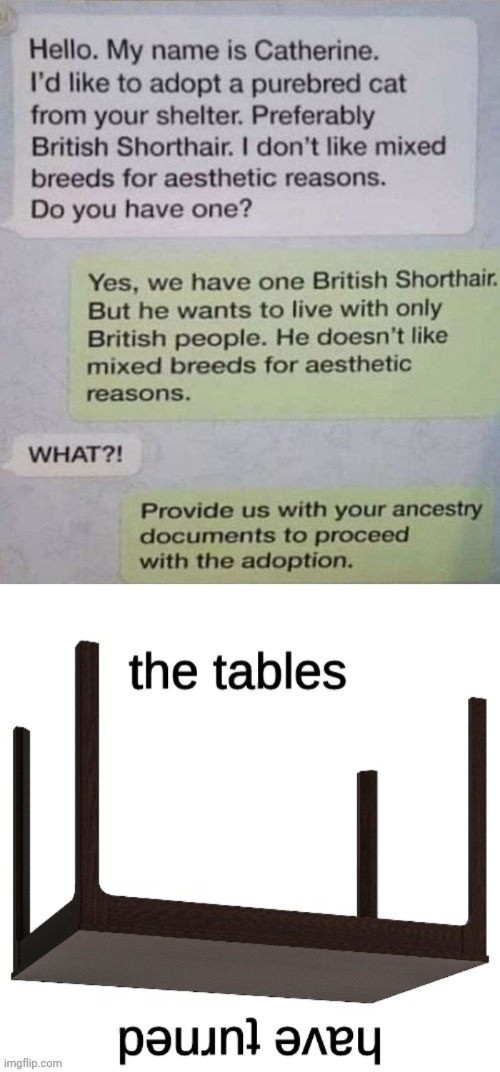 Hello. My name is Catherine.
I'd like to adopt a purebred cat
from your shelter. Preferably
British Shorthair. I don't like mixed
breeds for aesthetic reasons.
Do you have one?
Yes, we have one British Shorthair.
But he wants to live with only
British people. He doesn't like
mixed breeds for aesthetic
reasons.
WHAT?!
Provide us with your ancestry
documents to proceed
with the adoption.
the tables
have turned
imgflip.com